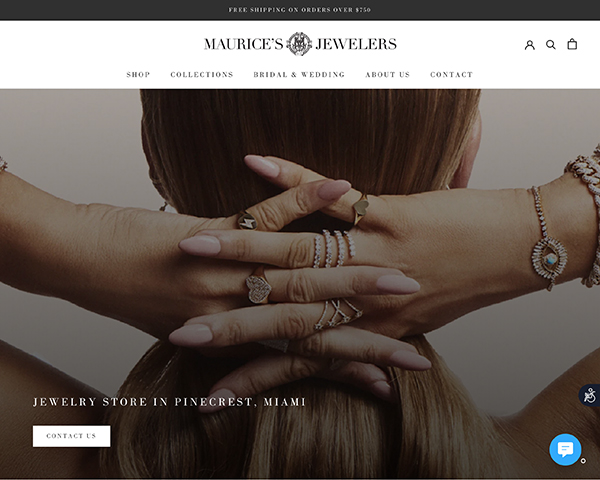 FREE SHIPPING ON ORDERS OVER $750
MAURICE'S JEWELERS
SHOP COLLECTIONS BRIDAL & WEDDING ABOUT US CONTACT
JEWELRY STORE IN PINECREST, MIAMI
CONTACT US